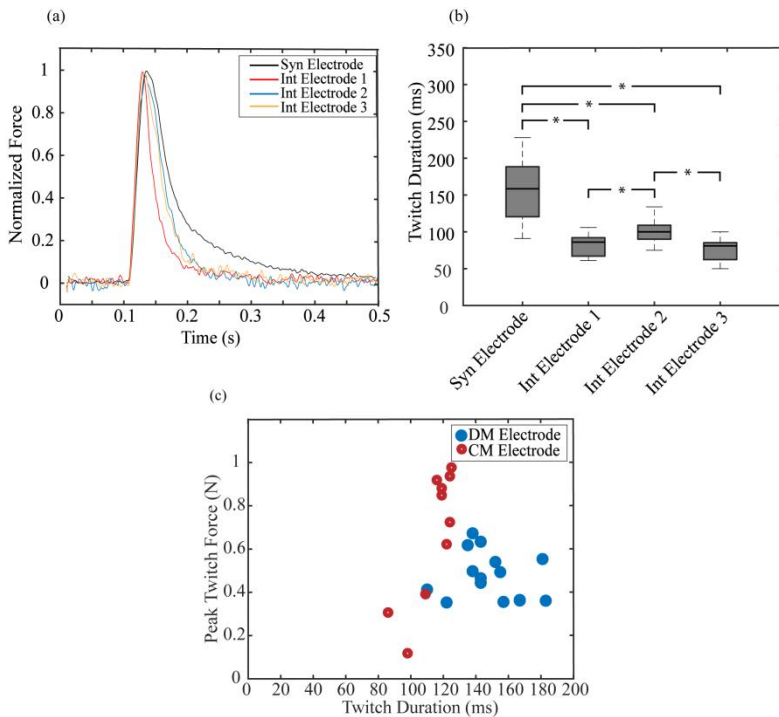 (a)
Normalized Force
1
0.8
0.6
0.4
0.2
0
0 0.1 0.2 0.3 0.4 0.5
Time (s)
Syn Electrode
Int Electrode 1
Int Electrode 2
Int Electrode 3
(b)
Twitch Duration (ms)
350
300
250
200
150
100
50
0
* 
*
*
*
*
Syn Electrode
Int Electrode 1
Int Electrode 2
Int Electrode 3
(c)
Peak Twitch Force (N)
1
0.8
0.6
0.4
0.2
0
0 20 40 60 80 100 120 140 160 180 200
Twitch Duration (ms)
DM Electrode
CM Electrode